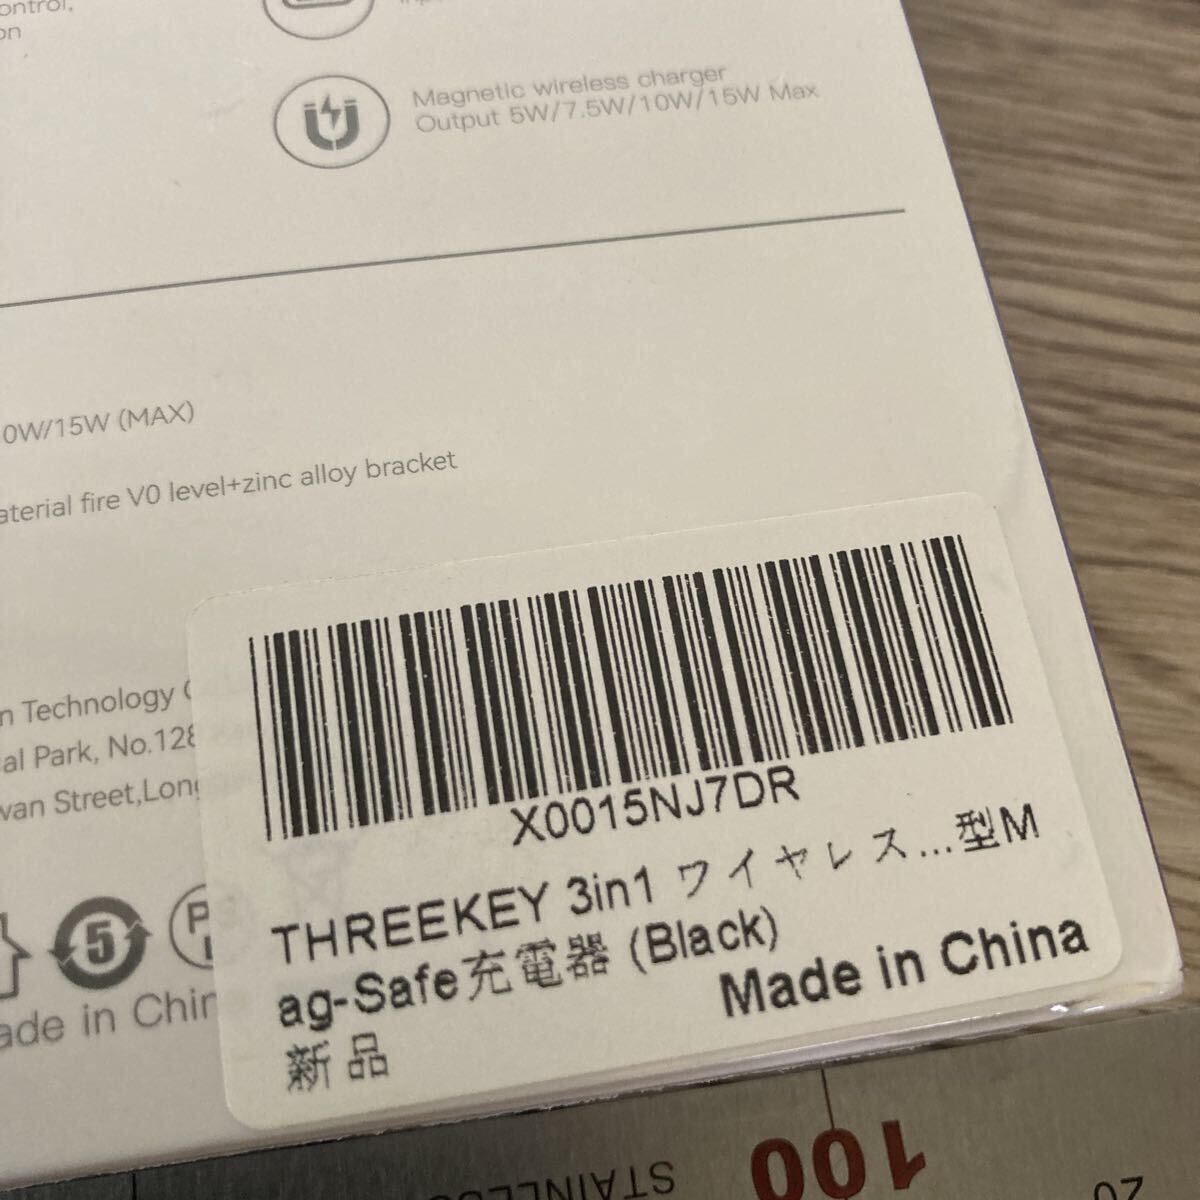 ontrol,
on
Magnetic wireless charger
Output 5W/7.5W/10W/15W Max
0W/15W (MAX)
aterial fire V0 level+zinc alloy bracket
n Technology
al Park, No.128
wan Street,Long
X0015NJ7DR
THREEKEY 3in1 ワイヤレス...型M
ag-Safe充電器 (Black)
新品
Made in China
5
P
ade in Chin
STAINLESS
100
20